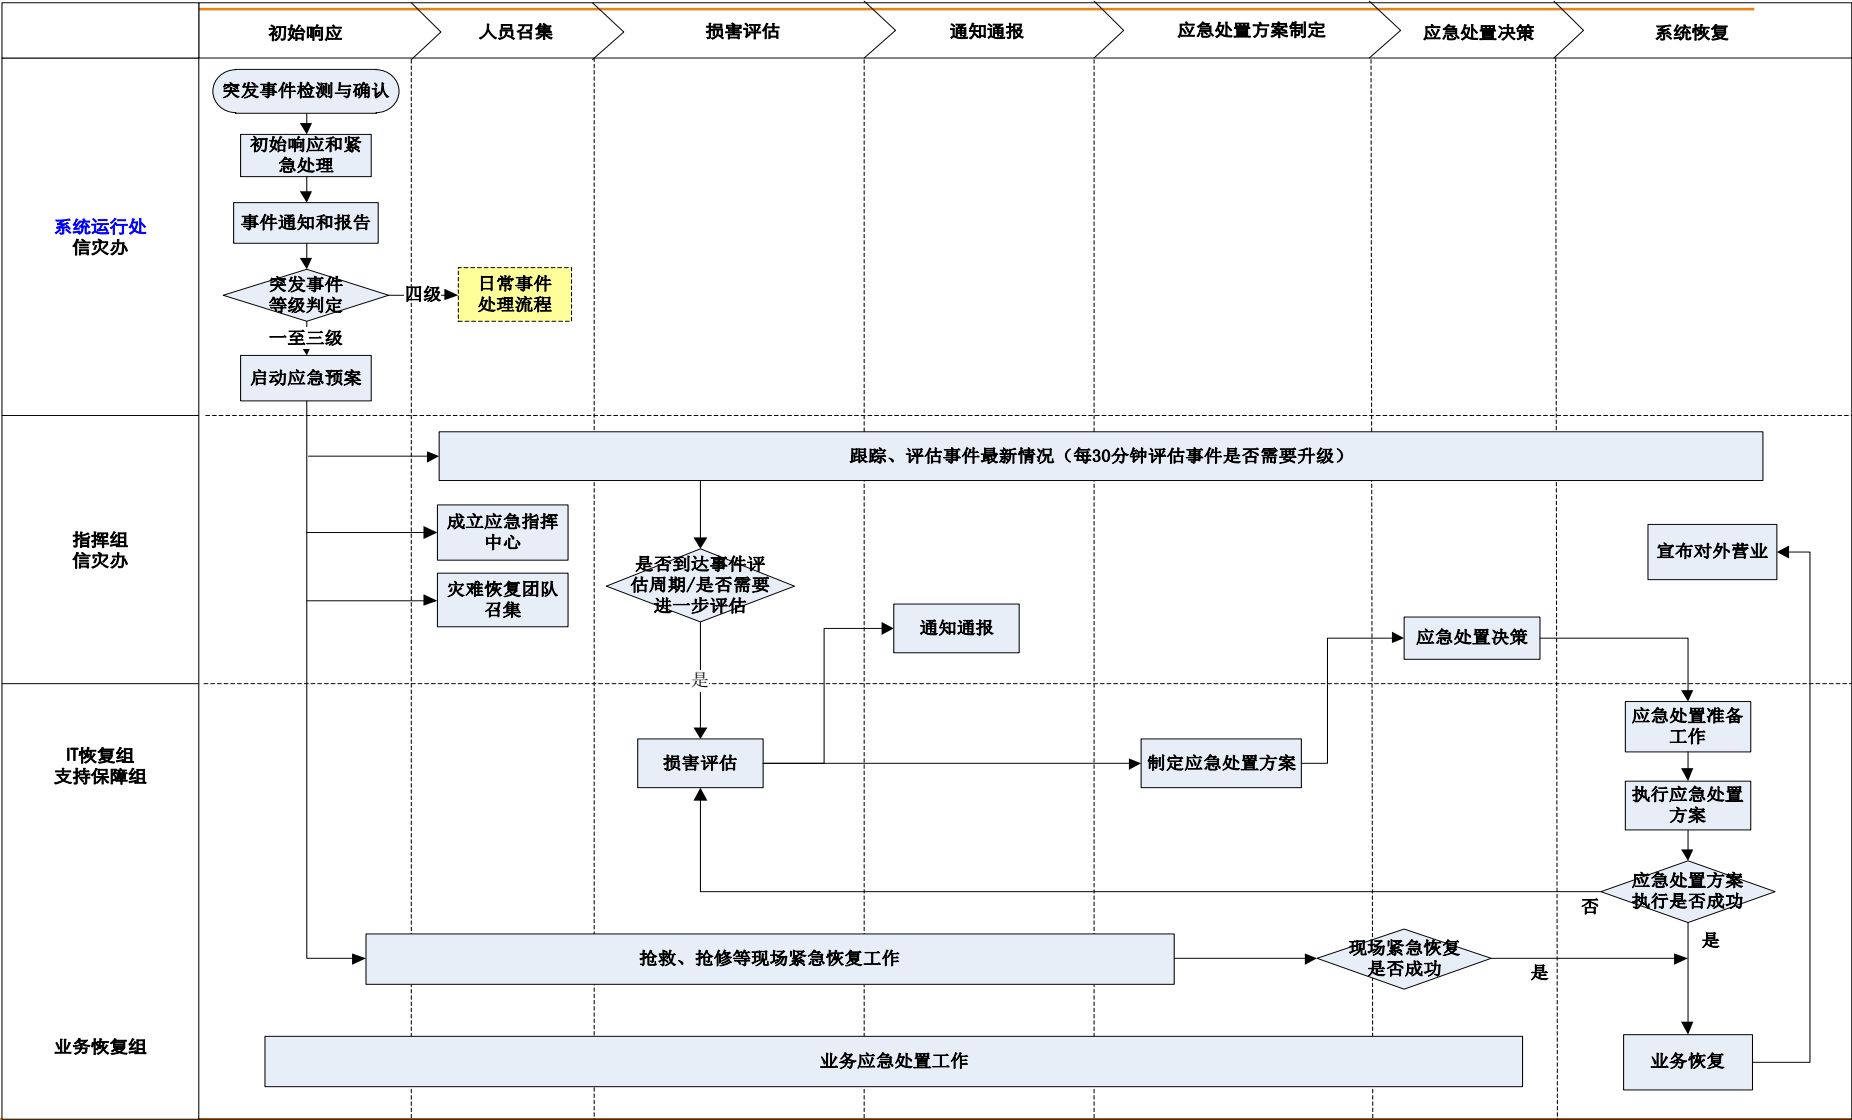 初始响应
人员召集
损害评估
通知通报
应急处置方案制定
应急处置决策
系统恢复
系统运行处
信灾办
突发事件检测与确认
初始响应和紧
急处理
事件通知和报告
突发事件
等级判定
四级
日常事件
处理流程
一至三级
启动应急预案
指挥组
信灾办
跟踪、评估事件最新情况（每30分钟评估事件是否需要升级）
成立应急指挥
中心
灾难恢复团队
召集
是否到达事件评
估周期/是否需要
进一步评估
是
通知通报
应急处置决策
宣布对外营业
IT恢复组
支持保障组
损害评估
制定应急处置方案
应急处置准备
工作
执行应急处置
方案
应急处置方案
执行是否成功
否
是
抢救、抢修等现场紧急恢复工作
现场紧急恢复
是否成功
是
业务恢复组
业务应急处置工作
业务恢复